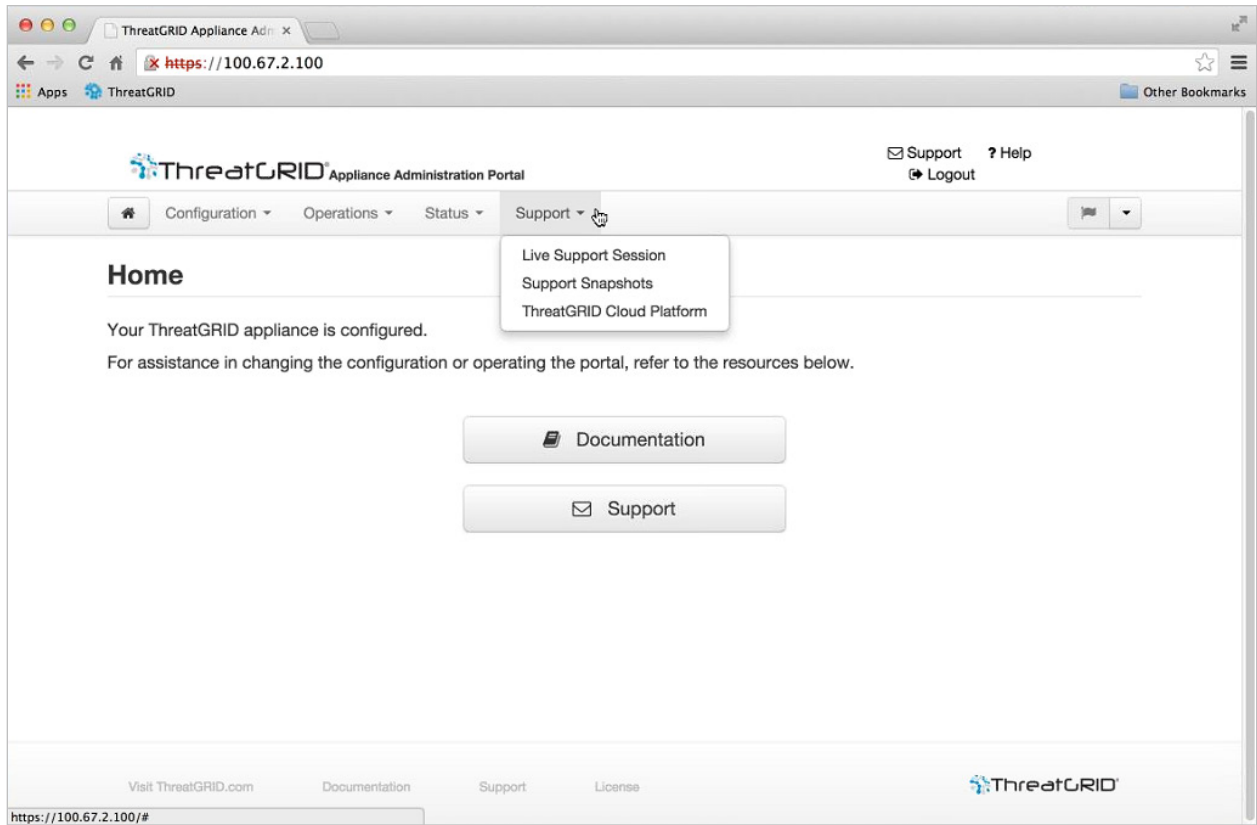 ThreatGRID Appliance Adm
https://100.67.2.100
Apps ThreatGRID Other Bookmarks
ThreatGRID® Appliance Administration Portal
Support ? Help
Logout
Configuration Operations Status Support
Live Support Session
Support Snapshots
ThreatGRID Cloud Platform
Home
Your ThreatGRID appliance is configured.
For assistance in changing the configuration or operating the portal, refer to the resources below.
Documentation
Support
Visit ThreatGRID.com Documentation Support License ThreatGRID®
https://100.67.2.100/#